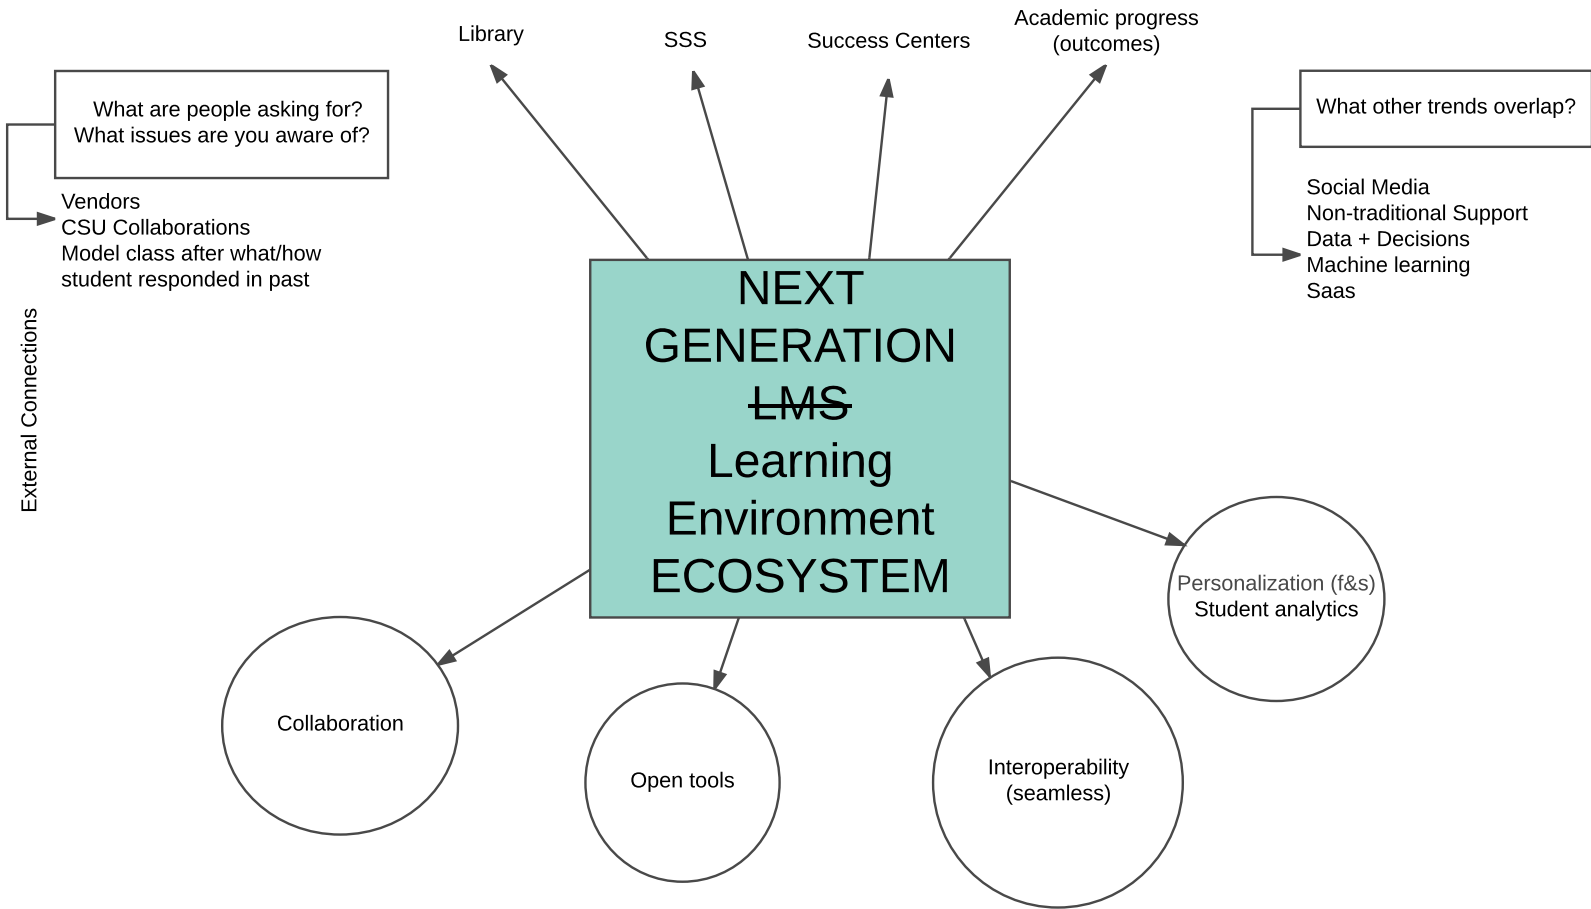 Library
SSS
Success Centers
Academic progress
(outcomes)
What are people asking for?
What issues are you aware of?
Vendors
CSU Collaborations
Model class after what/how
student responded in past
External Connections
What other trends overlap?
Social Media
Non-traditional Support
Data + Decisions
Machine learning
Saas
NEXT
GENERATION
LMS
Learning
Environment
ECOSYSTEM
Personalization (f&s)
Student analytics
Collaboration
Open tools
Interoperability
(seamless)